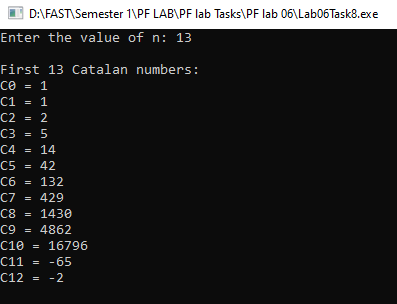 D:\FAST\Semester 1\PF LAB\PF lab Tasks\PF lab 06\Lab06Task8.exe
Enter the value of n: 13
First 13 Catalan numbers:
C0 = 1
C1 = 1
C2 = 2
C3 = 5
C4 = 14
C5 = 42
C6 = 132
C7 = 429
C8 = 1430
C9 = 4862
C10 = 16796
C11 = -65
C12 = -2